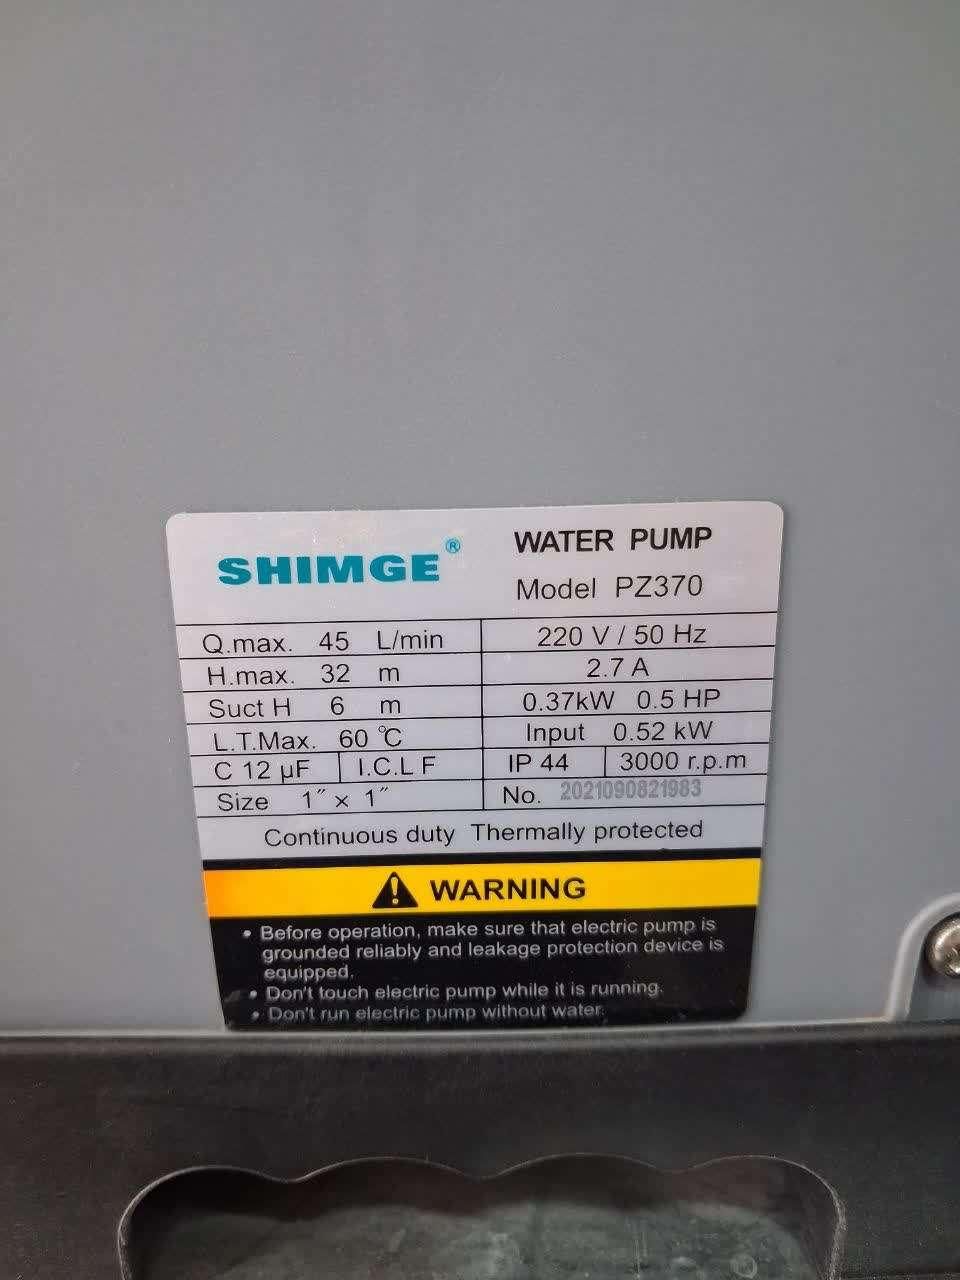 SHIMGE®
WATER PUMP
Model PZ370
Q.max. 45 L/min
220 V / 50 Hz
H.max. 32 m
2.7 A
Suct H 6 m
0.37kW 0.5 HP
L.T.Max. 60 ℃
Input 0.52 kW
C 12 µF I.C.L F
IP 44 3000 r.p.m
Size 1″ x 1″
No. 2021090821983
Continuous duty Thermally protected
WARNING
• Before operation, make sure that electric pump is
grounded reliably and leakage protection device is
equipped.
• Don't touch electric pump while it is running.
• Don't run electric pump without water.